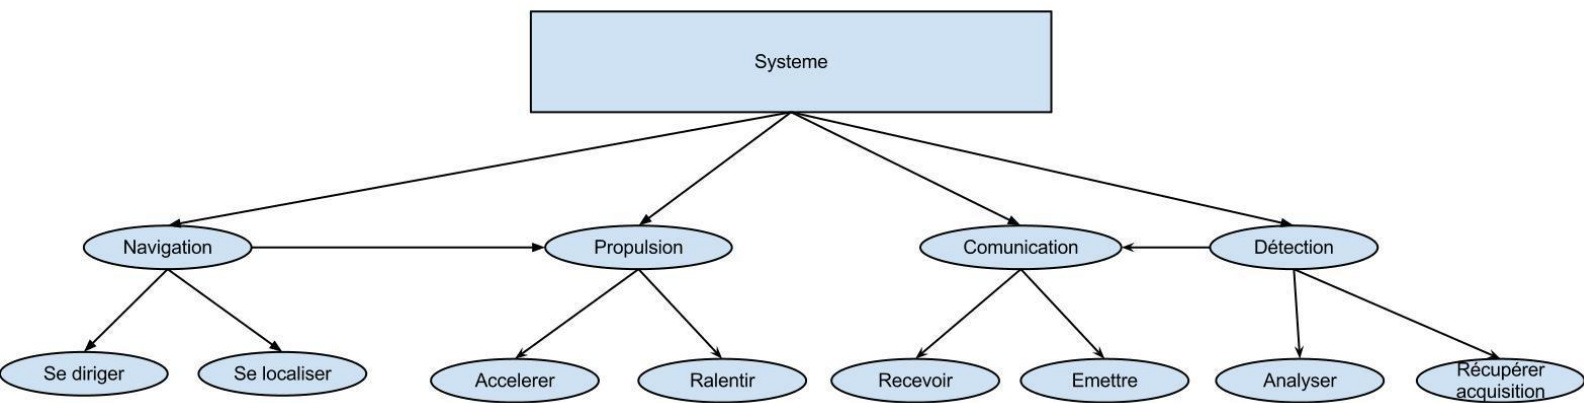 Systeme
Navigation
Propulsion
Comunication
Détection
Se diriger
Se localiser
Accelerer
Ralentir
Recevoir
Emettre
Analyser
Récupérer
acquisition